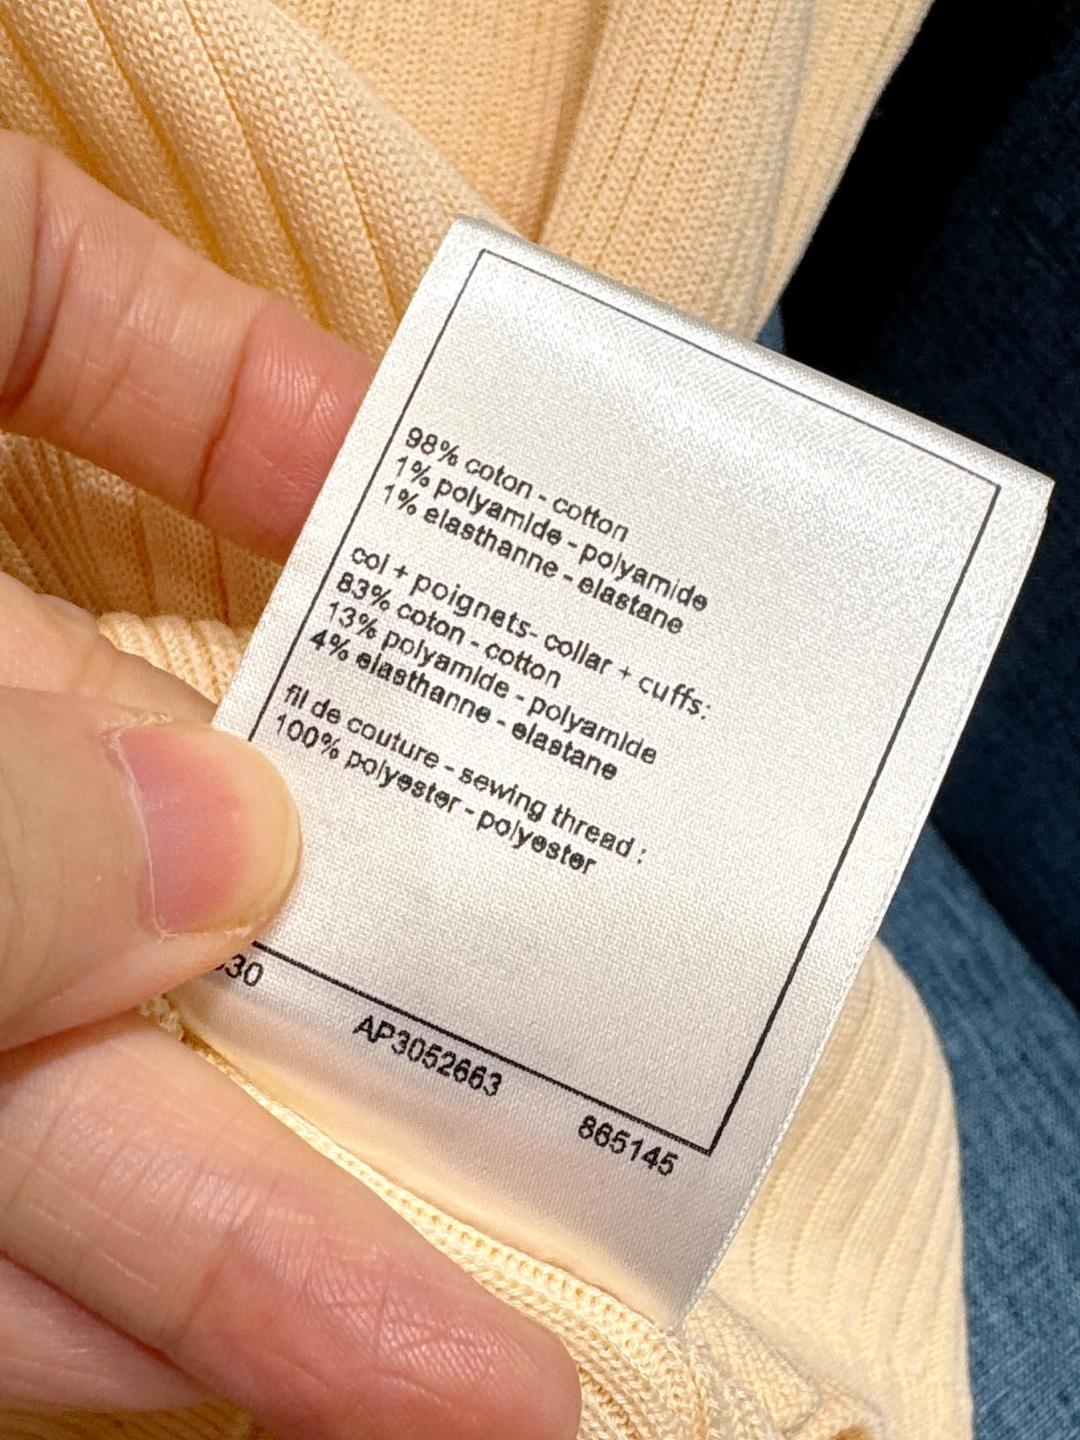 98% coton - cotton
1% polyamide - polyamide
1% elasthanne - elastane
col + poignets- collar + cuffs:
83% coton - cotton
13% polyamide - polyamide
4% elasthanne - elastane
fil de couture - sewing thread :
100% polyester - polyester
AP3052663
865145